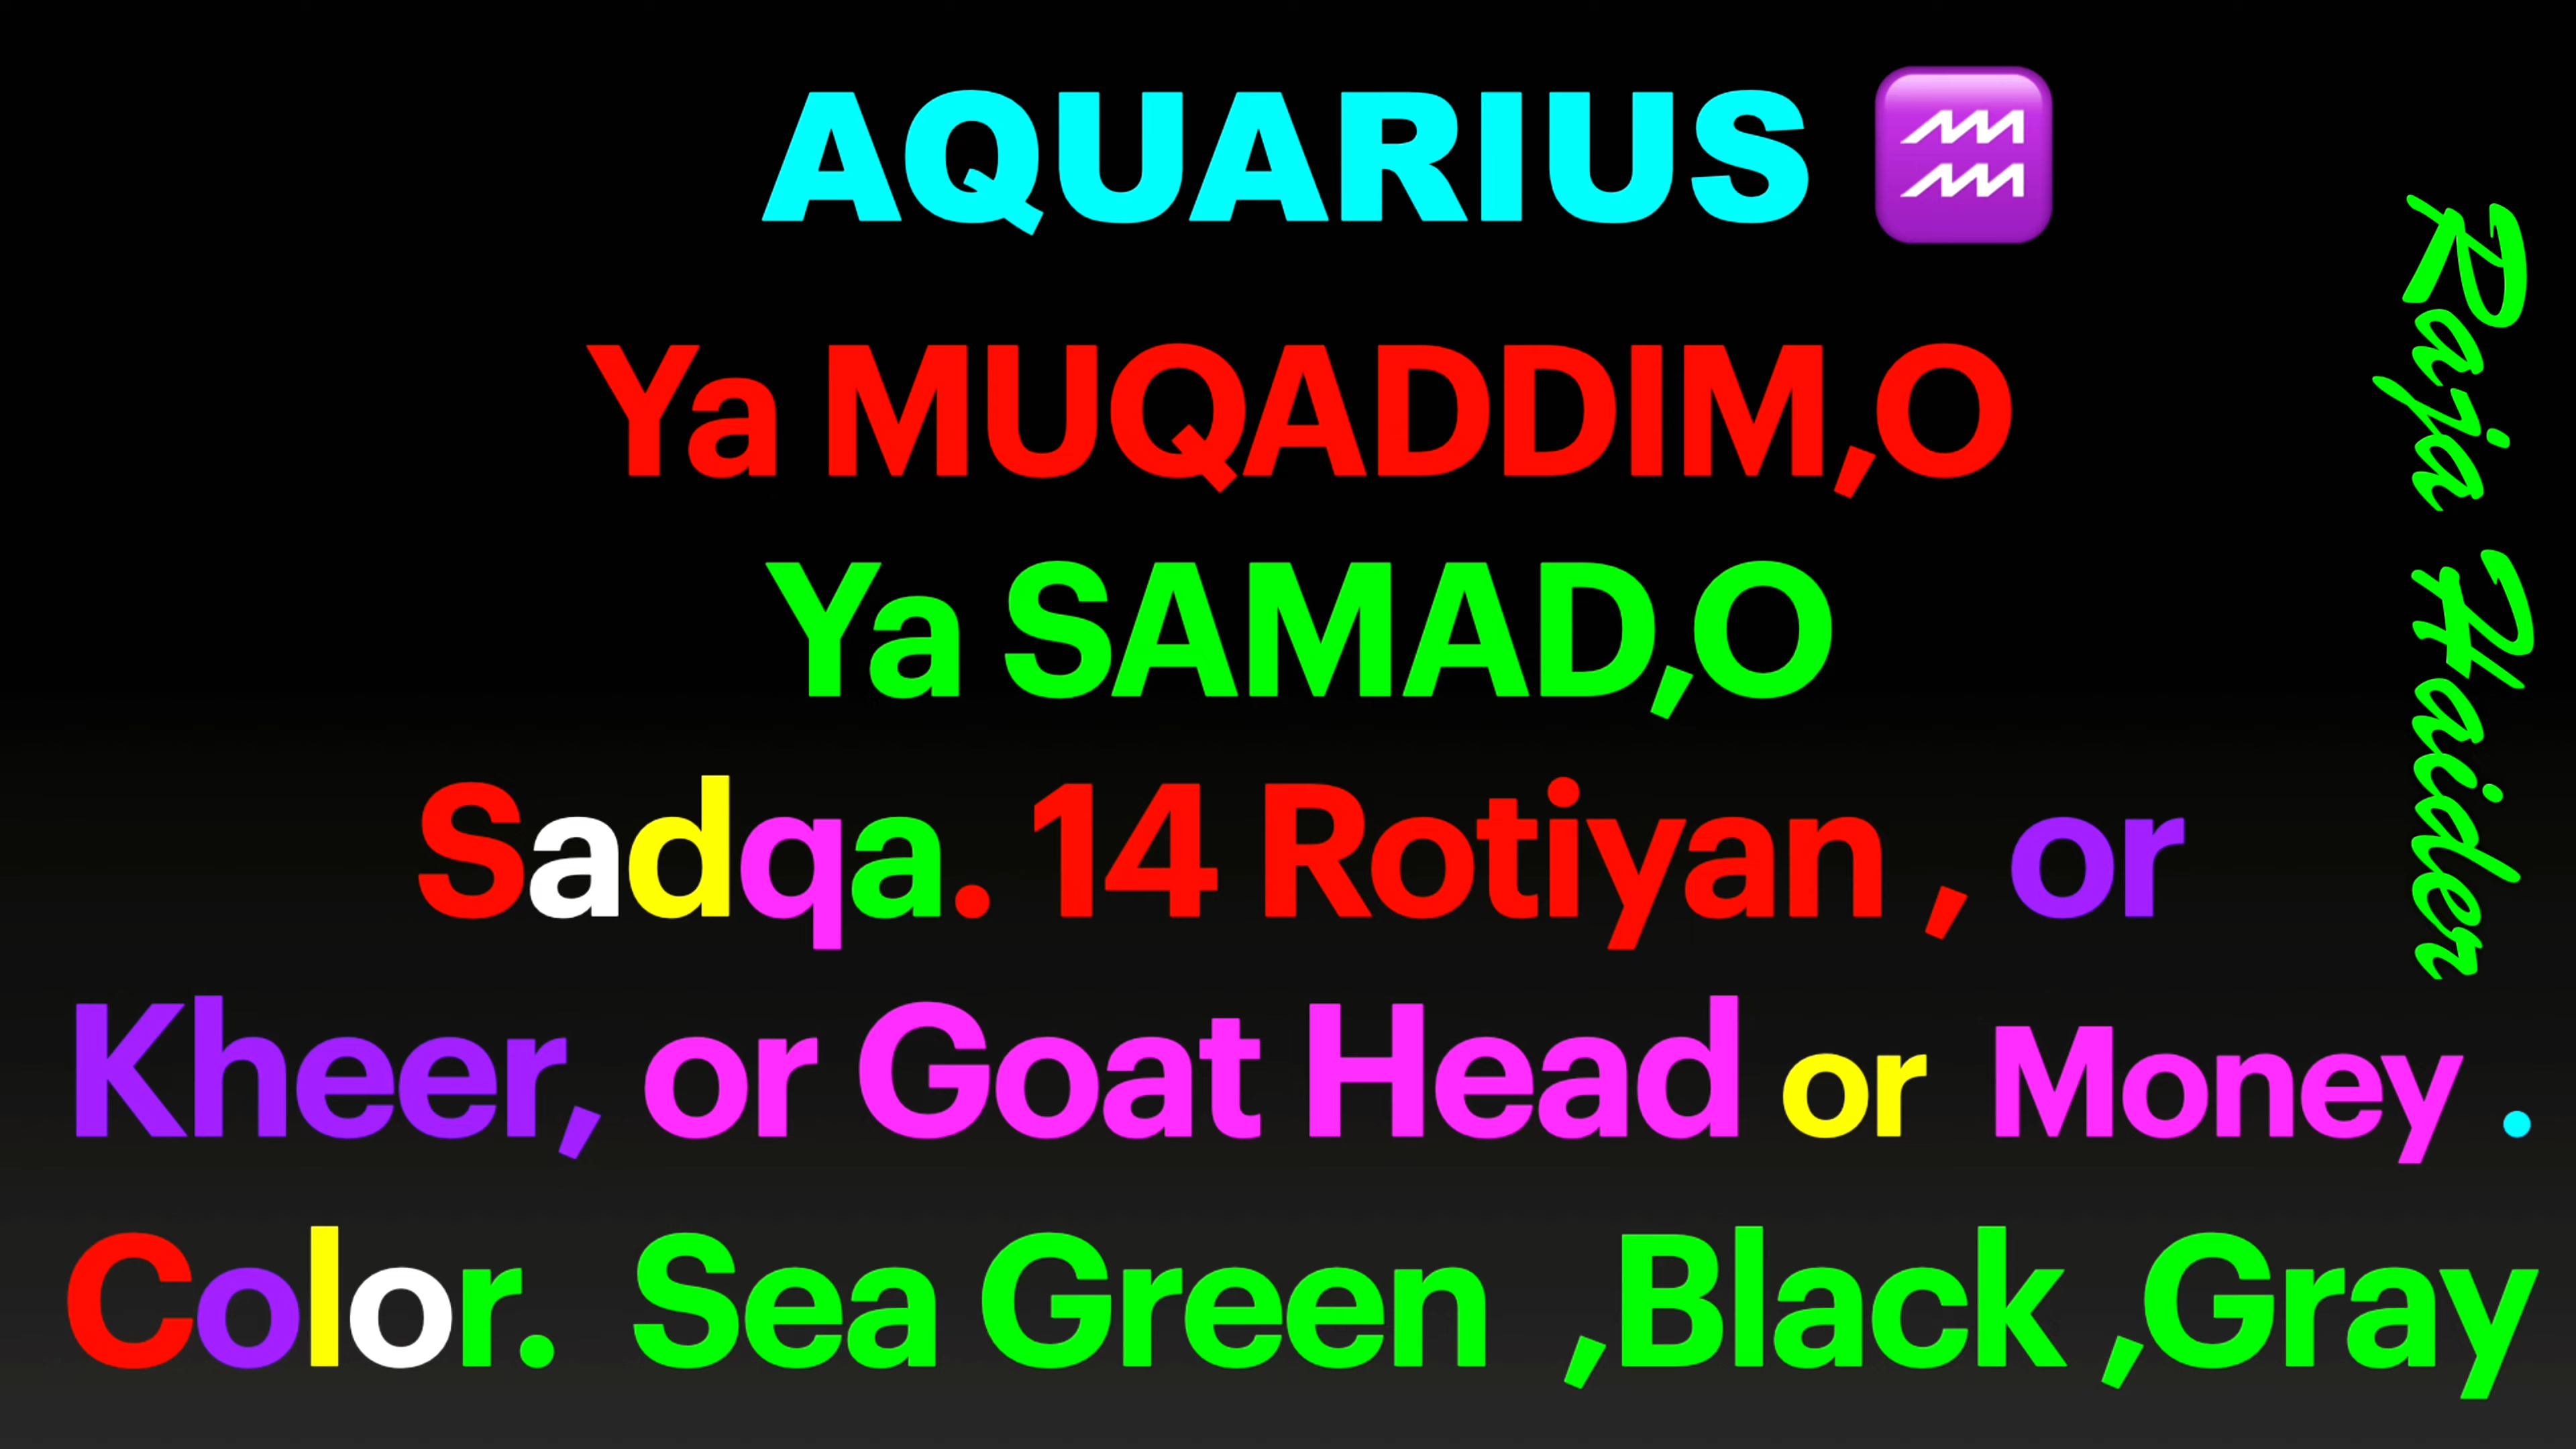 AQUARIUS ♒
Ya MUQADDIM,O
Ya SAMAD,O
Sadqa. 14 Rotiyan , or
Kheer, or Goat Head or Money .
Color. Sea Green ,Black ,Gray
Raja Haider